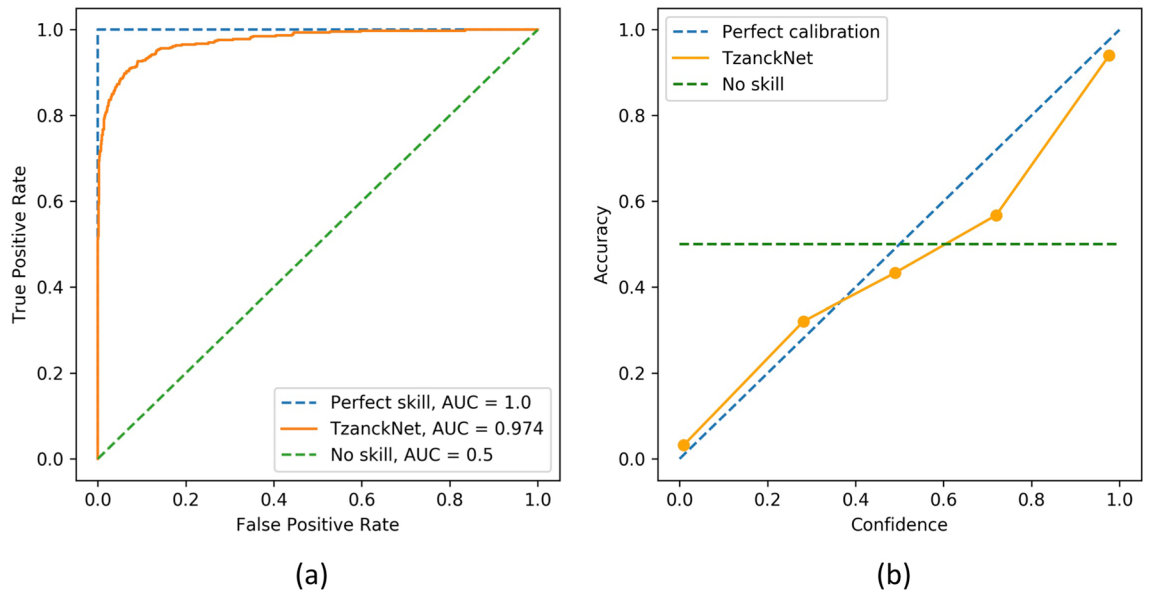 1.0
0.8
0.6
0.4
0.2
0.0
True Positive Rate
Perfect skill, AUC = 1.0
TzanckNet, AUC = 0.974
No skill, AUC = 0.5
0.0 0.2 0.4 0.6 0.8 1.0
False Positive Rate
(a)
Perfect calibration
TzanckNet
No skill
1.0
0.8
0.6
0.4
0.2
0.0
Accuracy
0.0 0.2 0.4 0.6 0.8 1.0
Confidence
(b)